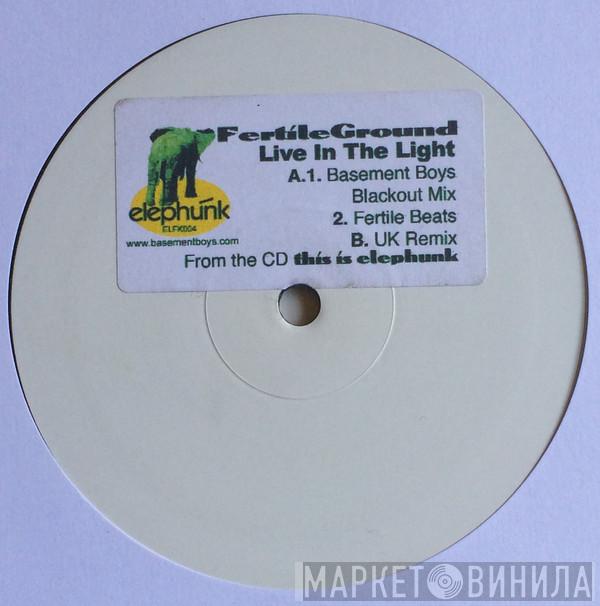 FertileGround
Live In The Light
A.1. Basement Boys
Blackout Mix
2. Fertile Beats
B. UK Remix
From the CD this is elephunk
elephunk
ELFK004
www.basementboys.com
МАРКЕТ ВИНИЛА